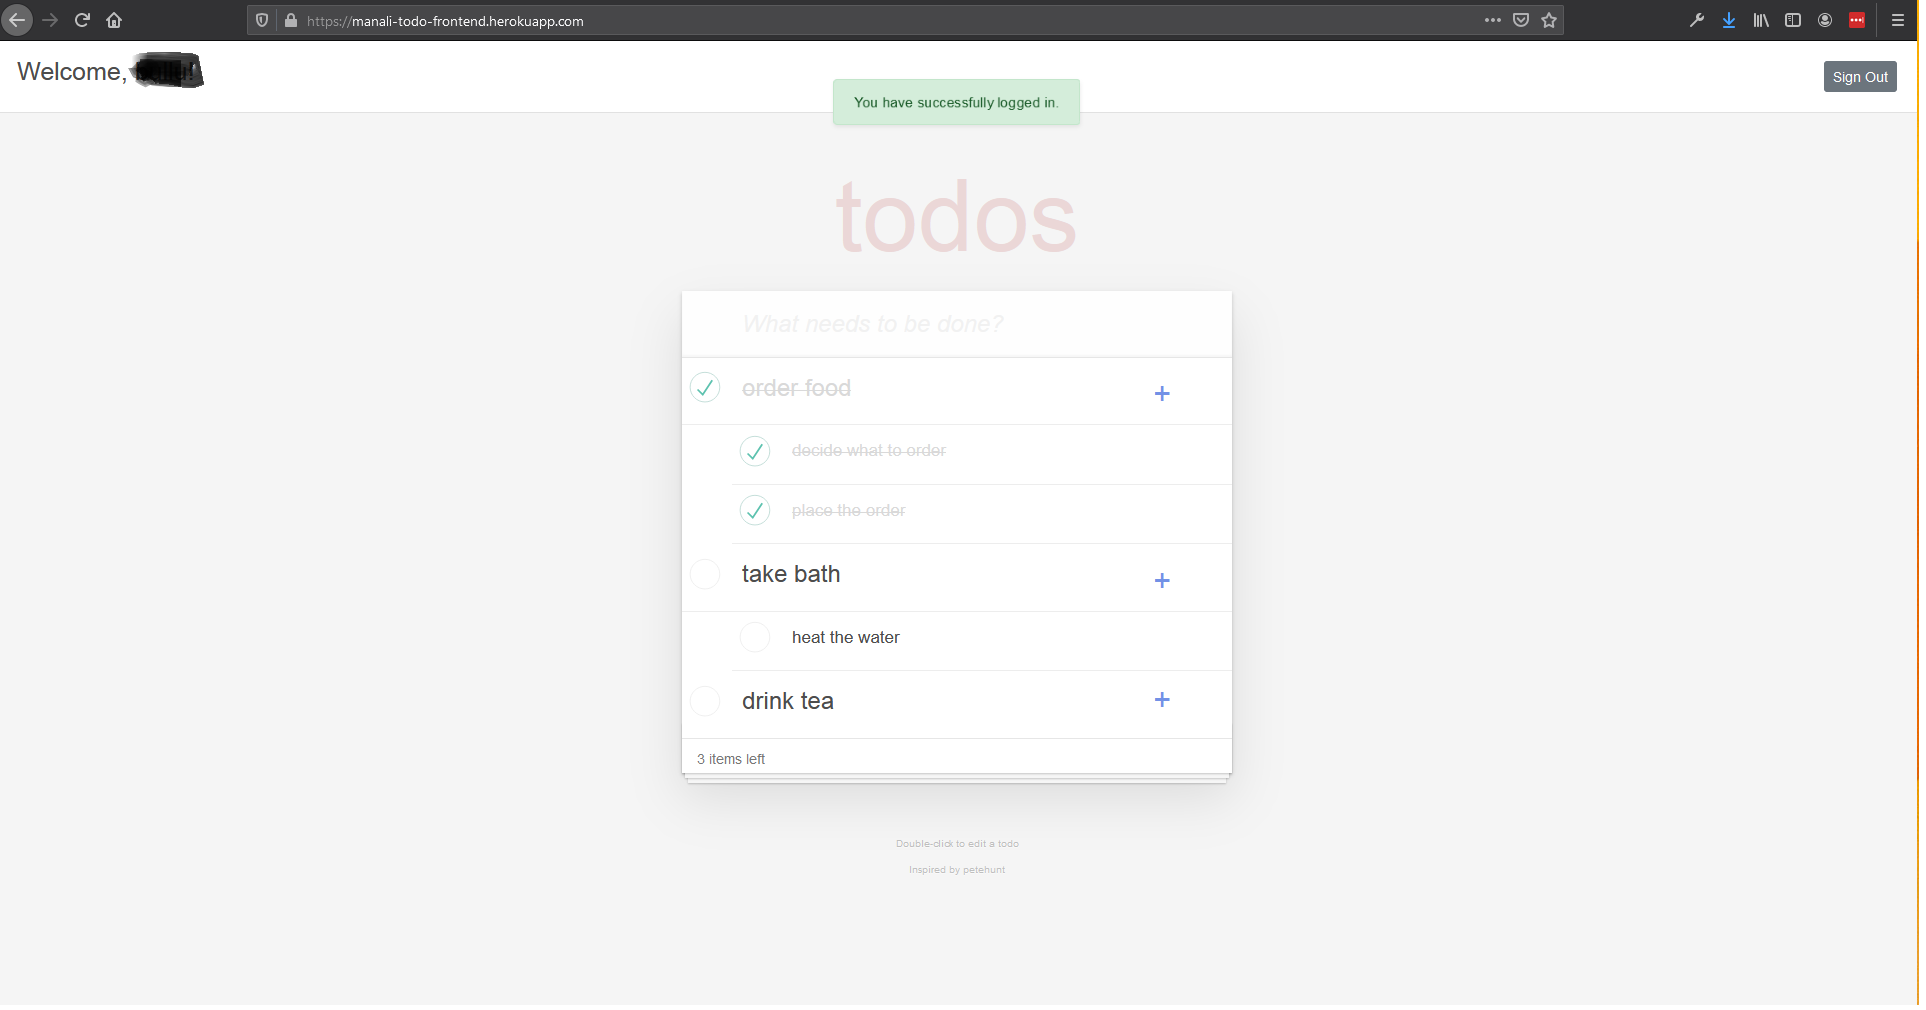 https://manali-todo-frontend.herokuapp.com
Welcome,
Sign Out
You have successfully logged in.
todos
What needs to be done?
order food
+
decide what to order
place the order
take bath
+
heat the water
drink tea
+
3 items left
Double-click to edit a todo
Inspired by petehunt